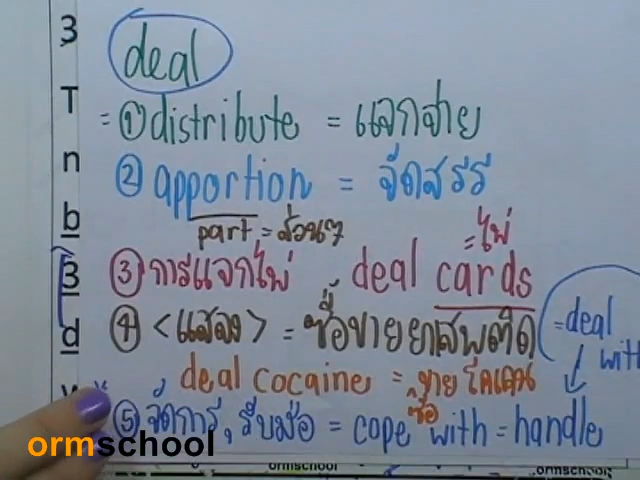 3
T
n
b
3
d
deal
= ① distribute = แจกจ่าย
② apportion = จัดสรร
part = ส่วนๆ
= ไพ่
③ การแจกไพ่ deal cards
④ <แสลง> = ซื้อขายยาเสพติด
= deal with
deal cocaine = ขาย โคเคน
ซื้อ
⑤ จัดการ, รับมือ = cope with = handle
ormschool
ormschool
.ormschool